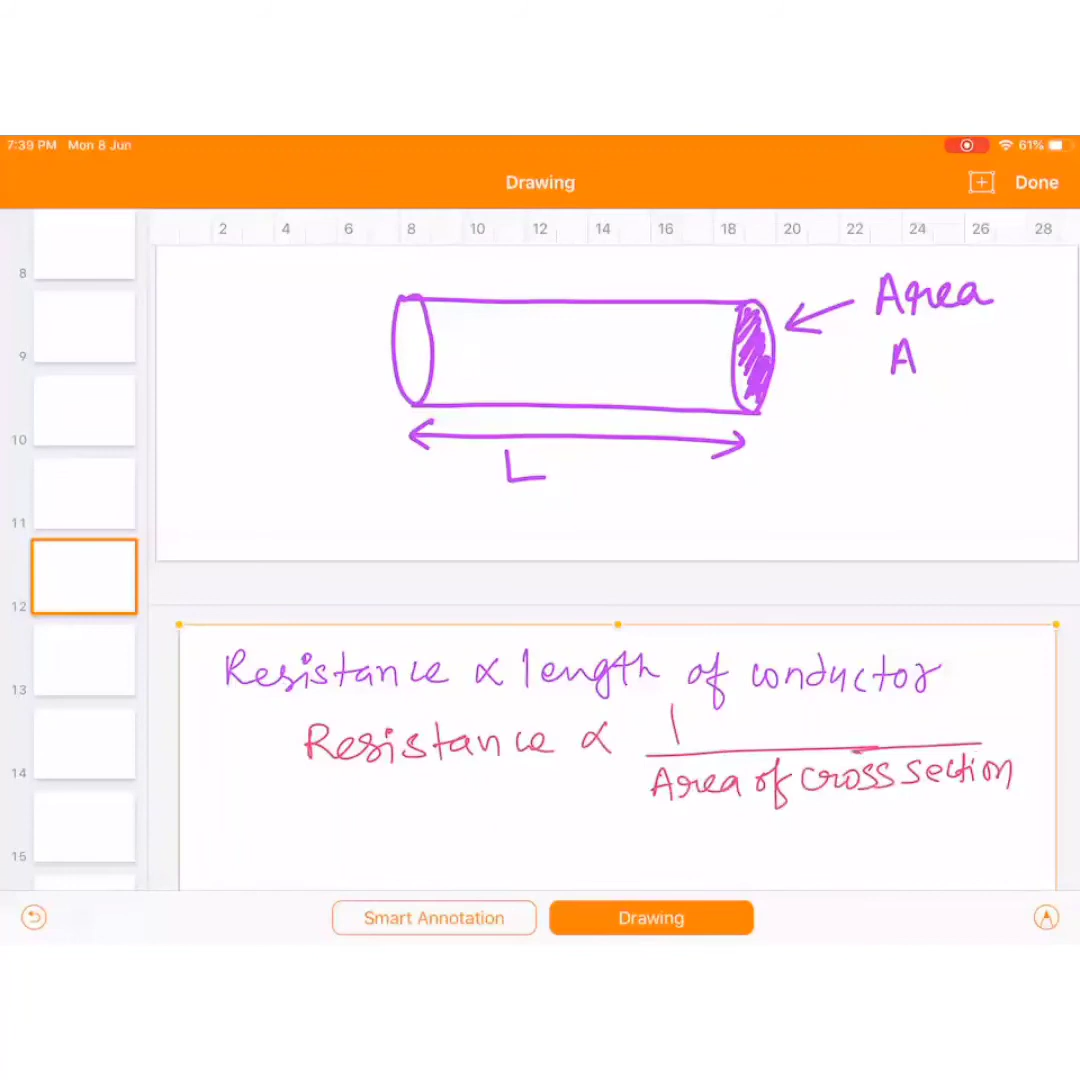 7:39 PM Mon 8 Jun 61%
Drawing Done
2 4 6 8 10 12 14 16 18 20 22 24 26 28
8
9
10
11
12
13
14
15
Area
A
L
Resistance ∝ length of conductor
Resistance ∝ 1
Area of cross section
Smart Annotation Drawing